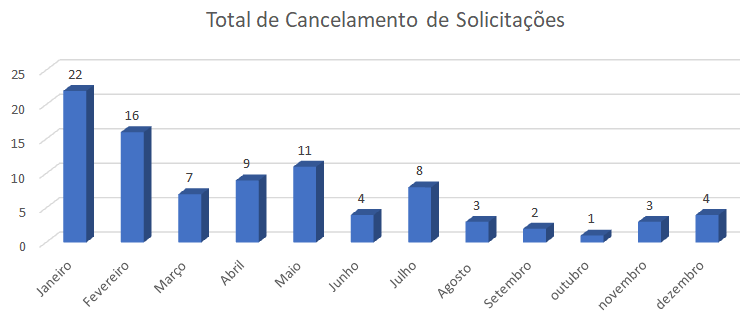 Total de Cancelamento de Solicitações
25
20
15
10
5
0
22
16
7
9
11
4
8
3
2
1
3
4
Janeiro
Fevereiro
Março
Abril
Maio
Junho
Julho
Agosto
Setembro
outubro
novembro
dezembro